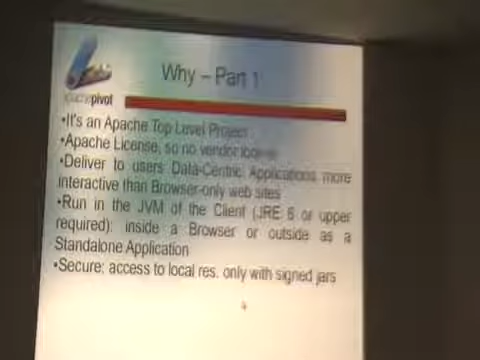 Why – Part 1
apachepivot
•It's an Apache Top Level Project
•Apache License, so no vendor lock-in
•Deliver to users Data-Centric Applications more
interactive than Browser-only web sites
•Run in the JVM of the Client (JRE 6 or upper
required): inside a Browser or outside as a
Standalone Application
•Secure: access to local res. only with signed jars